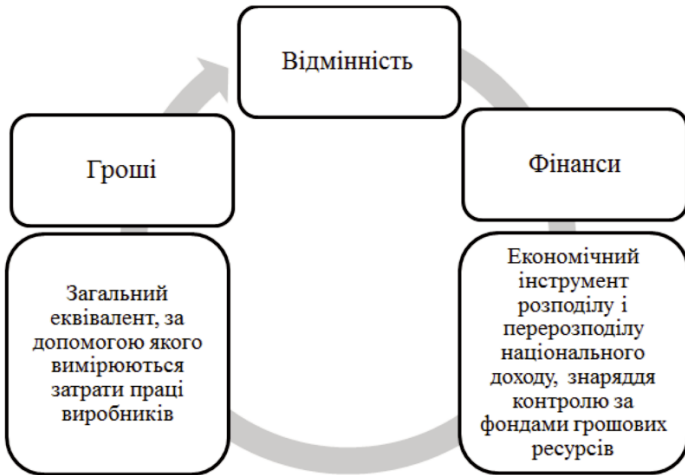 Відмінність
Гроші
Фінанси
Загальний
еквівалент, за
допомогою якого
вимірюються
затрати праці
виробників
Економічний
інструмент
розподілу і
перерозподілу
національного
доходу, знаряддя
контролю за
фондами грошових
ресурсів